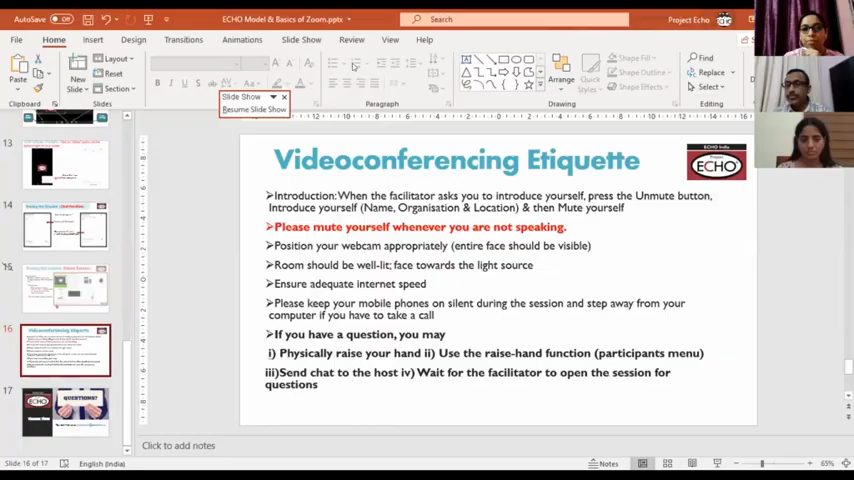 AutoSave Off ECHO Model & Basics of Zoom.pptx Search Project Echo
File Home Insert Draw Design Transitions Animations Slide Show Review View Help
Paste
Clipboard
New
Layout
Reset
Section
Slides
Paragraph
Slide Show
Resume Slide Show
Arrange
Quick
Styles
Shape Fill
Shape Outline
Shape Effects
Drawing
Find
Replace
Select
Editing
13
14
15
16
17
Videoconferencing Etiquette
QUESTIONS?
ECHO India
Project
ECHO
Videoconferencing Etiquette
➢Introduction: When the facilitator asks you to introduce yourself, press the Unmute button,
Introduce yourself (Name, Organisation & Location) & then Mute yourself
➢Please mute yourself whenever you are not speaking.
➢Position your webcam appropriately (entire face should be visible)
➢Room should be well-lit; face towards the light source
➢Ensure adequate internet speed
➢Please keep your mobile phones on silent during the session and step away from your
computer if you have to take a call
➢If you have a question, you may
i) Physically raise your hand ii) Use the raise-hand function (participants menu)
iii)Send chat to the host iv) Wait for the facilitator to open the session for
questions
Click to add notes
Slide 16 of 17 English (India) Notes 65%